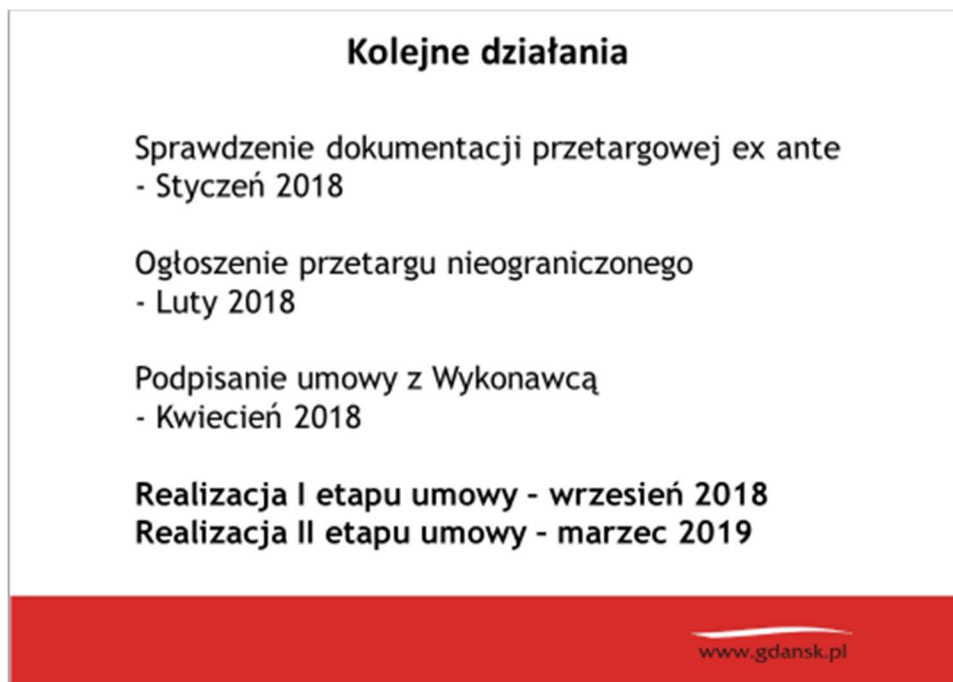 Kolejne działania
Sprawdzenie dokumentacji przetargowej ex ante
- Styczeń 2018
Ogłoszenie przetargu nieograniczonego
- Luty 2018
Podpisanie umowy z Wykonawcą
- Kwiecień 2018
Realizacja I etapu umowy – wrzesień 2018
Realizacja II etapu umowy – marzec 2019
www.gdansk.pl